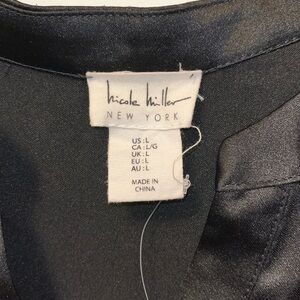 nicole miller
NEW YORK
US:L
CA:L/G
UK:L
EU:L
AU:L
MADE IN
CHINA